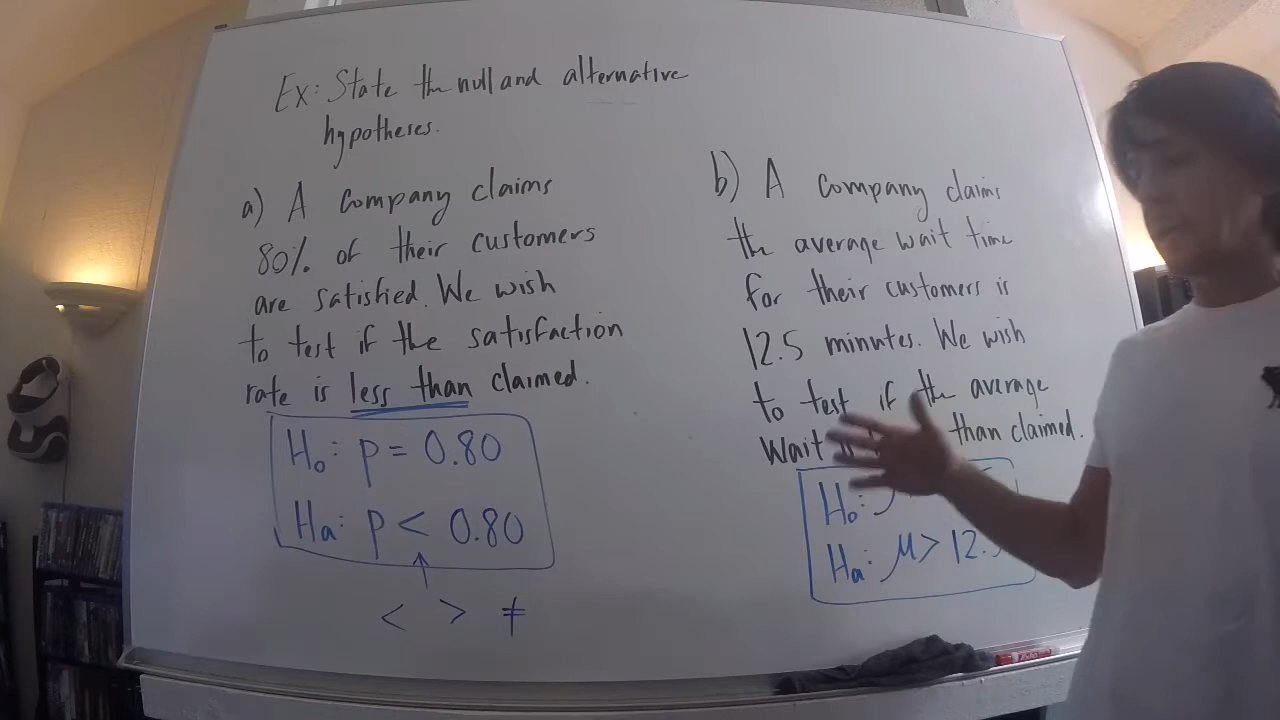 Ex: State the null and alternative
hypotheses.
a) A company claims
80% of their customers
are satisfied. We wish
to test if the satisfaction
rate is less than claimed.
H₀: p = 0.80
Ha: p < 0.80
< > ≠
b) A company claims
the average wait time
for their customers is
12.5 minutes. We wish
to test if the average
wait than claimed.
H₀:
Ha: μ > 12.5